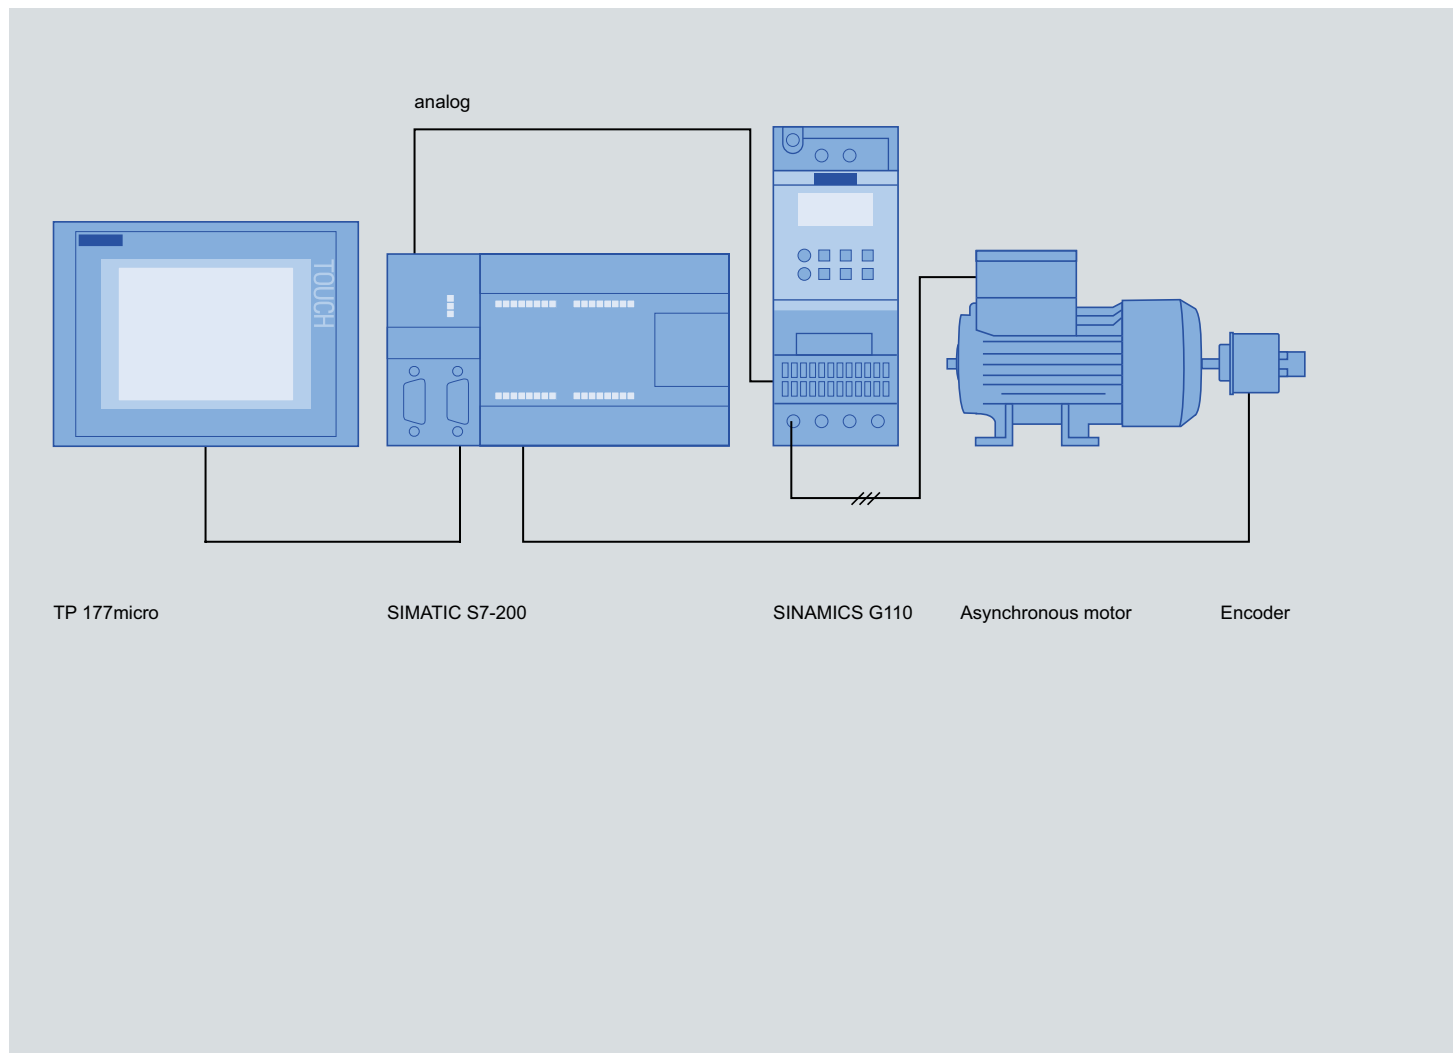 analog
TOUCH
TP 177micro
SIMATIC S7-200
SINAMICS G110
Asynchronous motor
Encoder